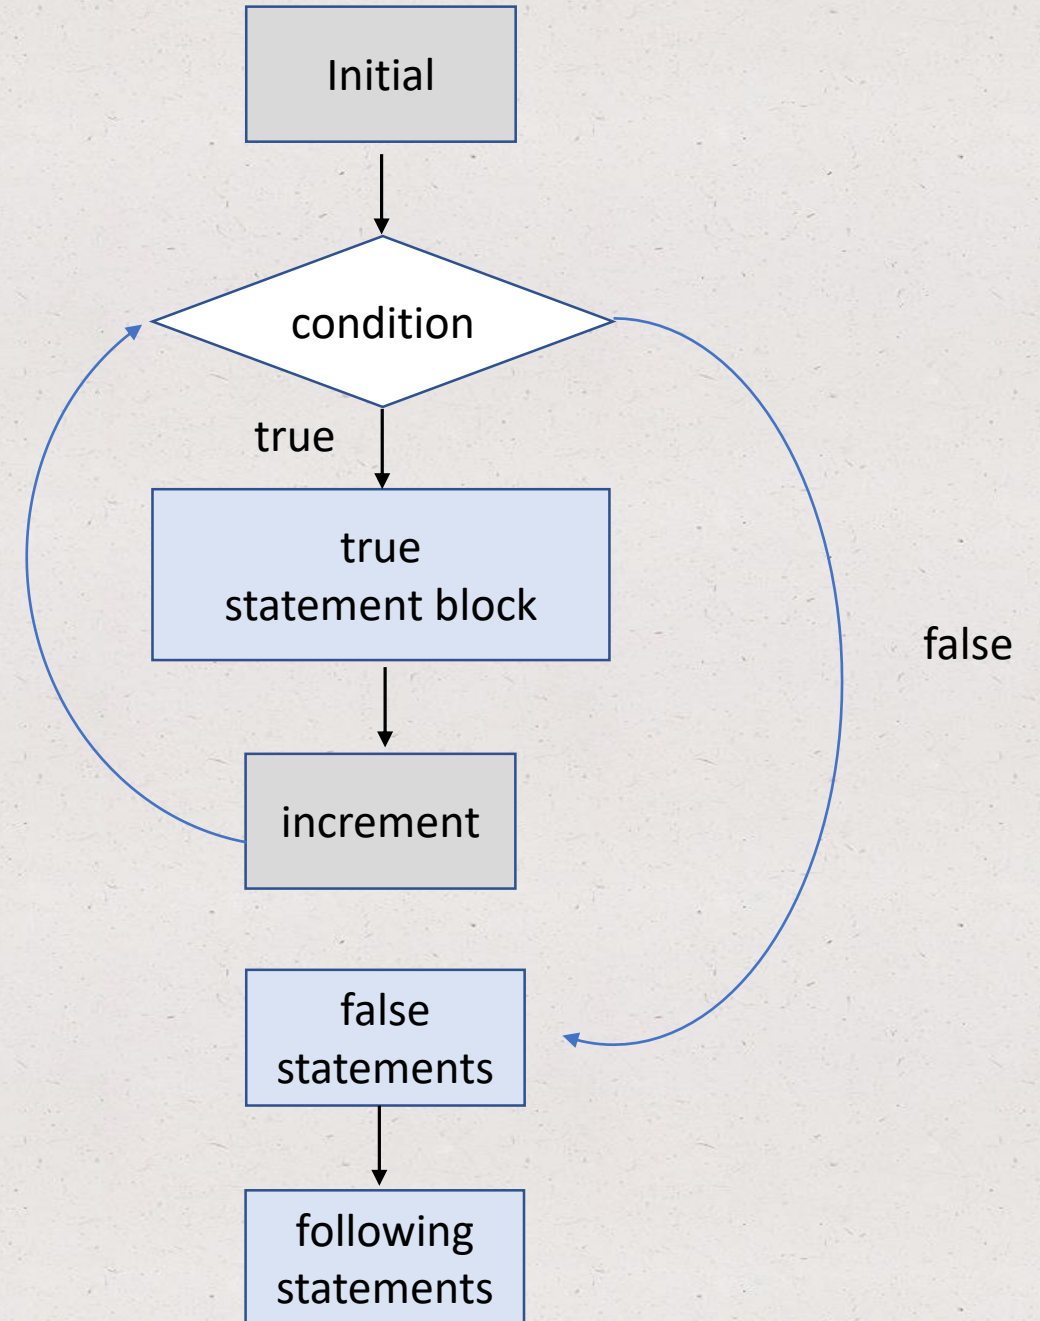 Initial
condition
true
true
statement block
false
increment
false
statements
following
statements